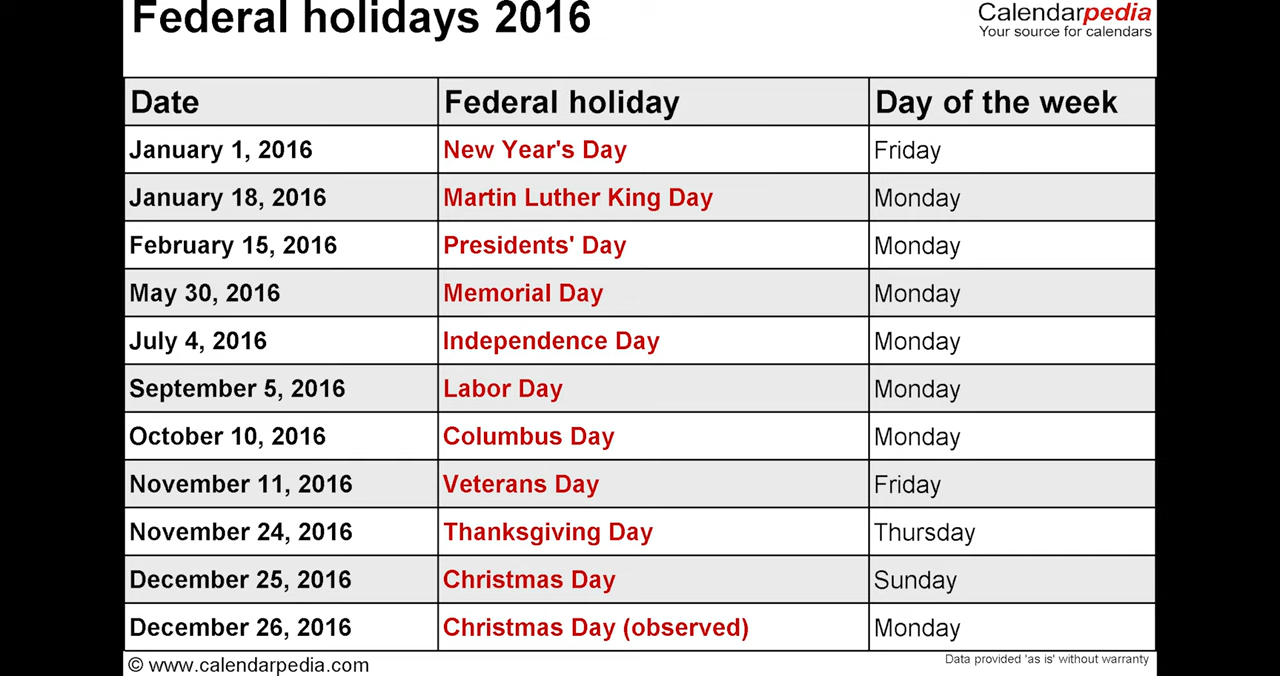 Federal holidays 2016
Calendarpedia
Your source for calendars
Date Federal holiday Day of the week
January 1, 2016 New Year's Day Friday
January 18, 2016 Martin Luther King Day Monday
February 15, 2016 Presidents' Day Monday
May 30, 2016 Memorial Day Monday
July 4, 2016 Independence Day Monday
September 5, 2016 Labor Day Monday
October 10, 2016 Columbus Day Monday
November 11, 2016 Veterans Day Friday
November 24, 2016 Thanksgiving Day Thursday
December 25, 2016 Christmas Day Sunday
December 26, 2016 Christmas Day (observed) Monday
© www.calendarpedia.com
Data provided 'as is' without warranty